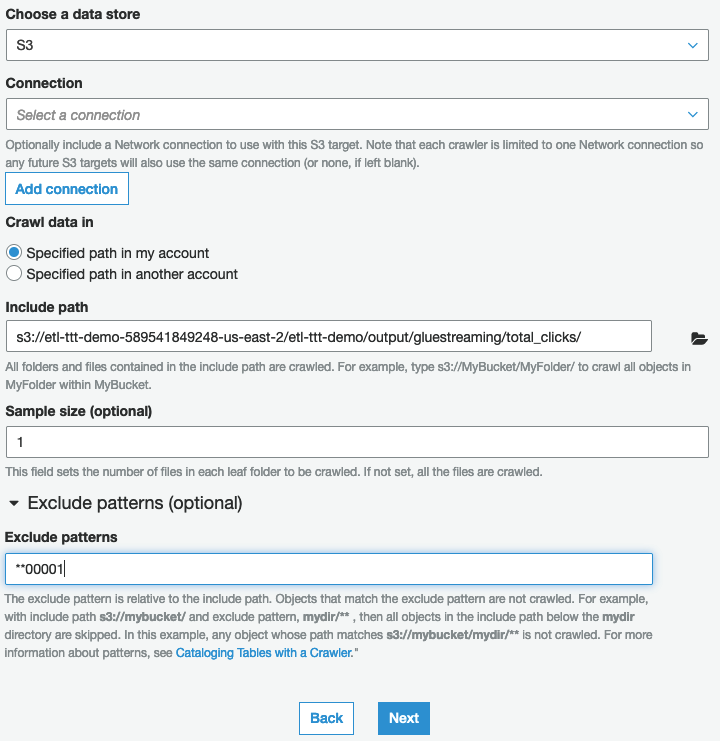 Choose a data store
S3
Connection
Select a connection
Optionally include a Network connection to use with this S3 target. Note that each crawler is limited to one Network connection so
any future S3 targets will also use the same connection (or none, if left blank).
Add connection
Crawl data in
Specified path in my account
Specified path in another account
Include path
s3://etl-ttt-demo-589541849248-us-east-2/etl-ttt-demo/output/gluestreaming/total_clicks/
All folders and files contained in the include path are crawled. For example, type s3://MyBucket/MyFolder/ to crawl all objects in
MyFolder within MyBucket.
Sample size (optional)
1
This field sets the number of files in each leaf folder to be crawled. If not set, all the files are crawled.
Exclude patterns (optional)
Exclude patterns
**00001
The exclude pattern is relative to the include path. Objects that match the exclude pattern are not crawled. For example,
with include path s3://mybucket/ and exclude pattern, mydir/** , then all objects in the include path below the mydir
directory are skipped. In this example, any object whose path matches s3://mybucket/mydir/** is not crawled. For more
information about patterns, see Cataloging Tables with a Crawler."
Back
Next